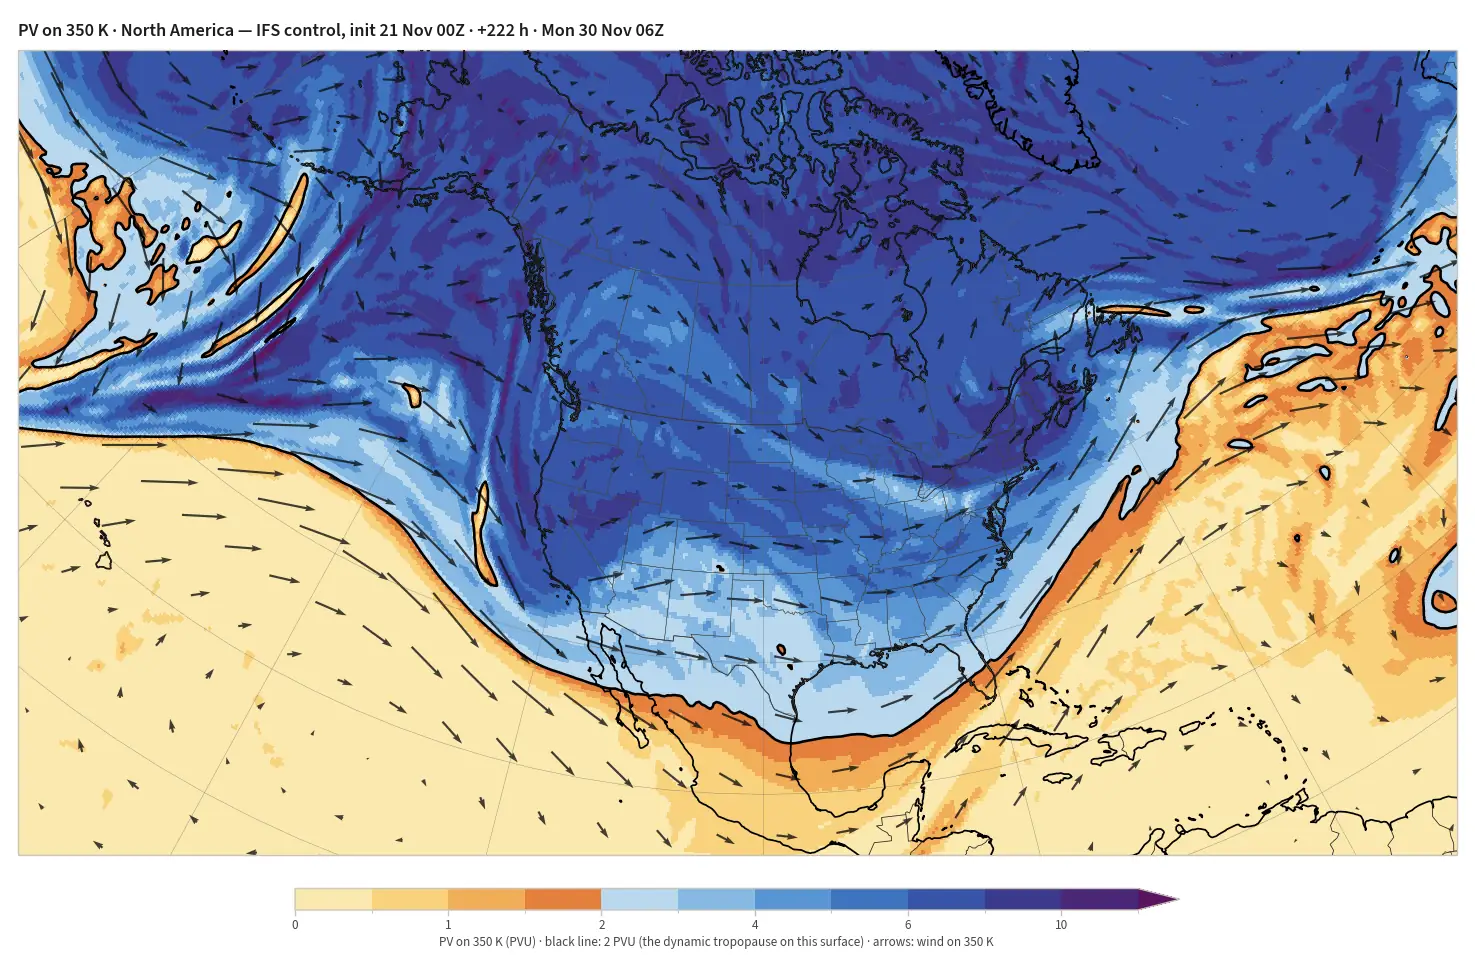 PV on 350 K · North America — IFS control, init 21 Nov 00Z · +222 h · Mon 30 Nov 06Z
0 1 2 4 6 10
PV on 350 K (PVU) · black line: 2 PVU (the dynamic tropopause on this surface) · arrows: wind on 350 K